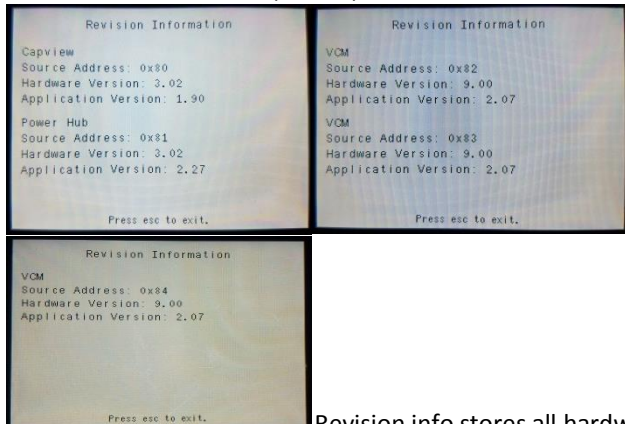 Revision Information
Capview
Source Address: 0x80
Hardware Version: 3.02
Application Version: 1.90
Power Hub
Source Address: 0x81
Hardware Version: 3.02
Application Version: 2.27
Press esc to exit.
Revision Information
VCM
Source Address: 0x82
Hardware Version: 9.00
Application Version: 2.07
VCM
Source Address: 0x83
Hardware Version: 9.00
Application Version: 2.07
Press esc to exit.
Revision Information
VCM
Source Address: 0x84
Hardware Version: 9.00
Application Version: 2.07
Press esc to exit.
Revision info stores all